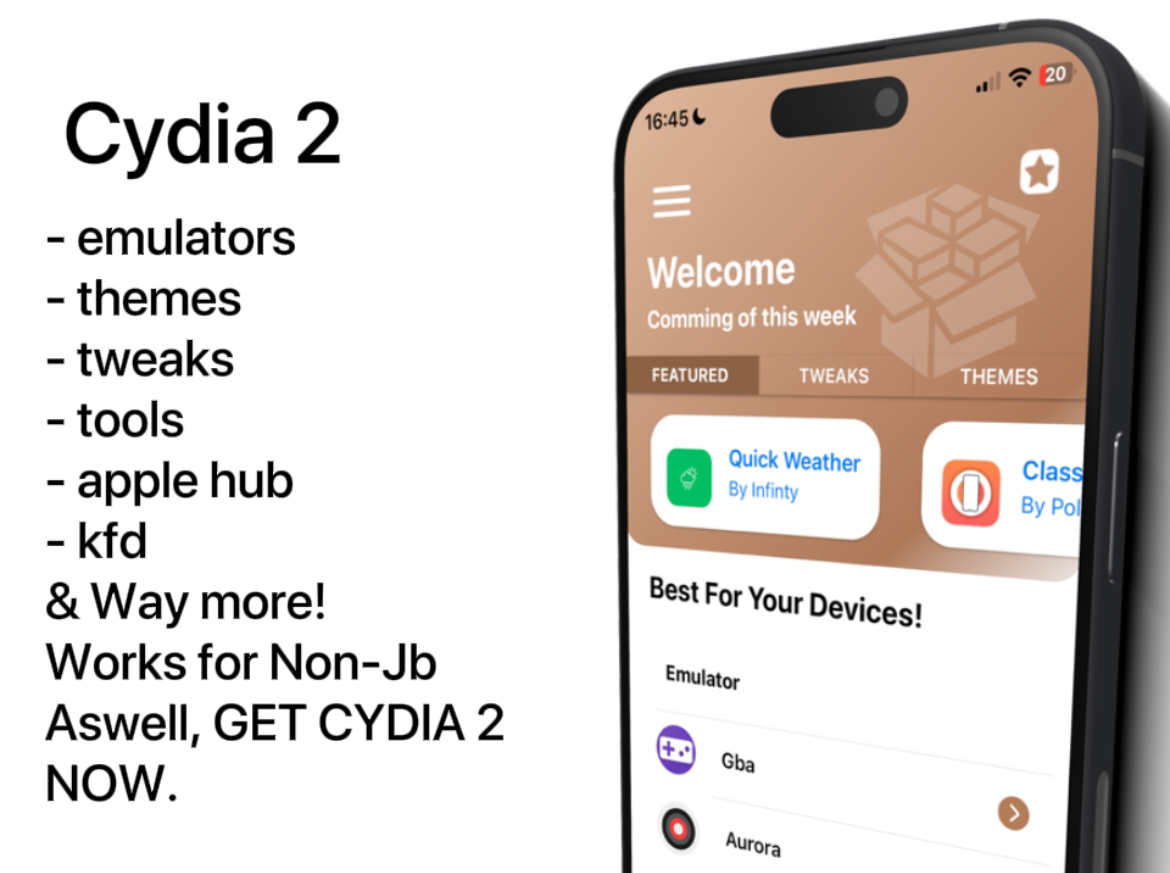 Cydia 2
- emulators
- themes
- tweaks
- tools
- apple hub
- kfd
& Way more!
Works for Non-Jb
Aswell, GET CYDIA 2
NOW.
16:45
20
Welcome
Comming of this week
FEATURED TWEAKS THEMES
Quick Weather
By Infinty
Class
By Pol
Best For Your Devices!
Emulator
Gba
Aurora